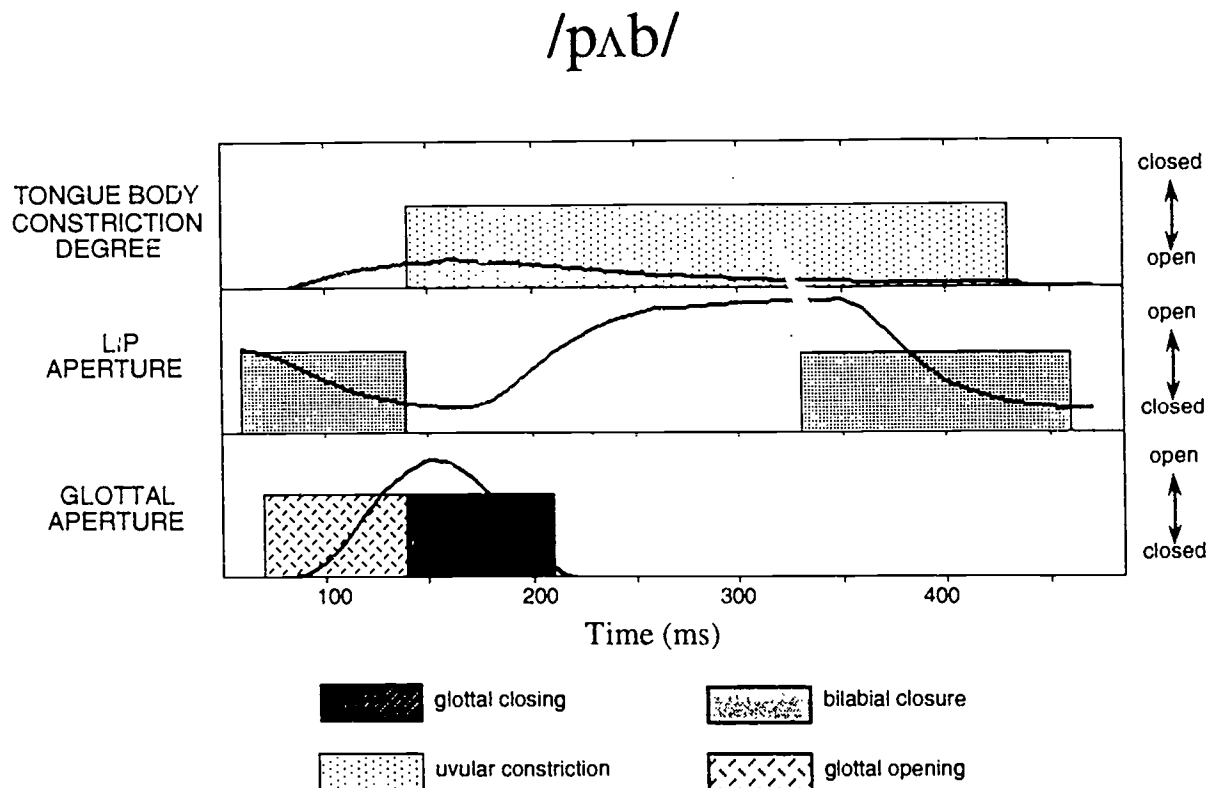 /pʌb/
TONGUE BODY
CONSTRICTION
DEGREE
closed
open
LIP
APERTURE
open
closed
GLOTTAL
APERTURE
open
closed
100 200 300 400
Time (ms)
glottal closing
bilabial closure
uvular constriction
glottal opening